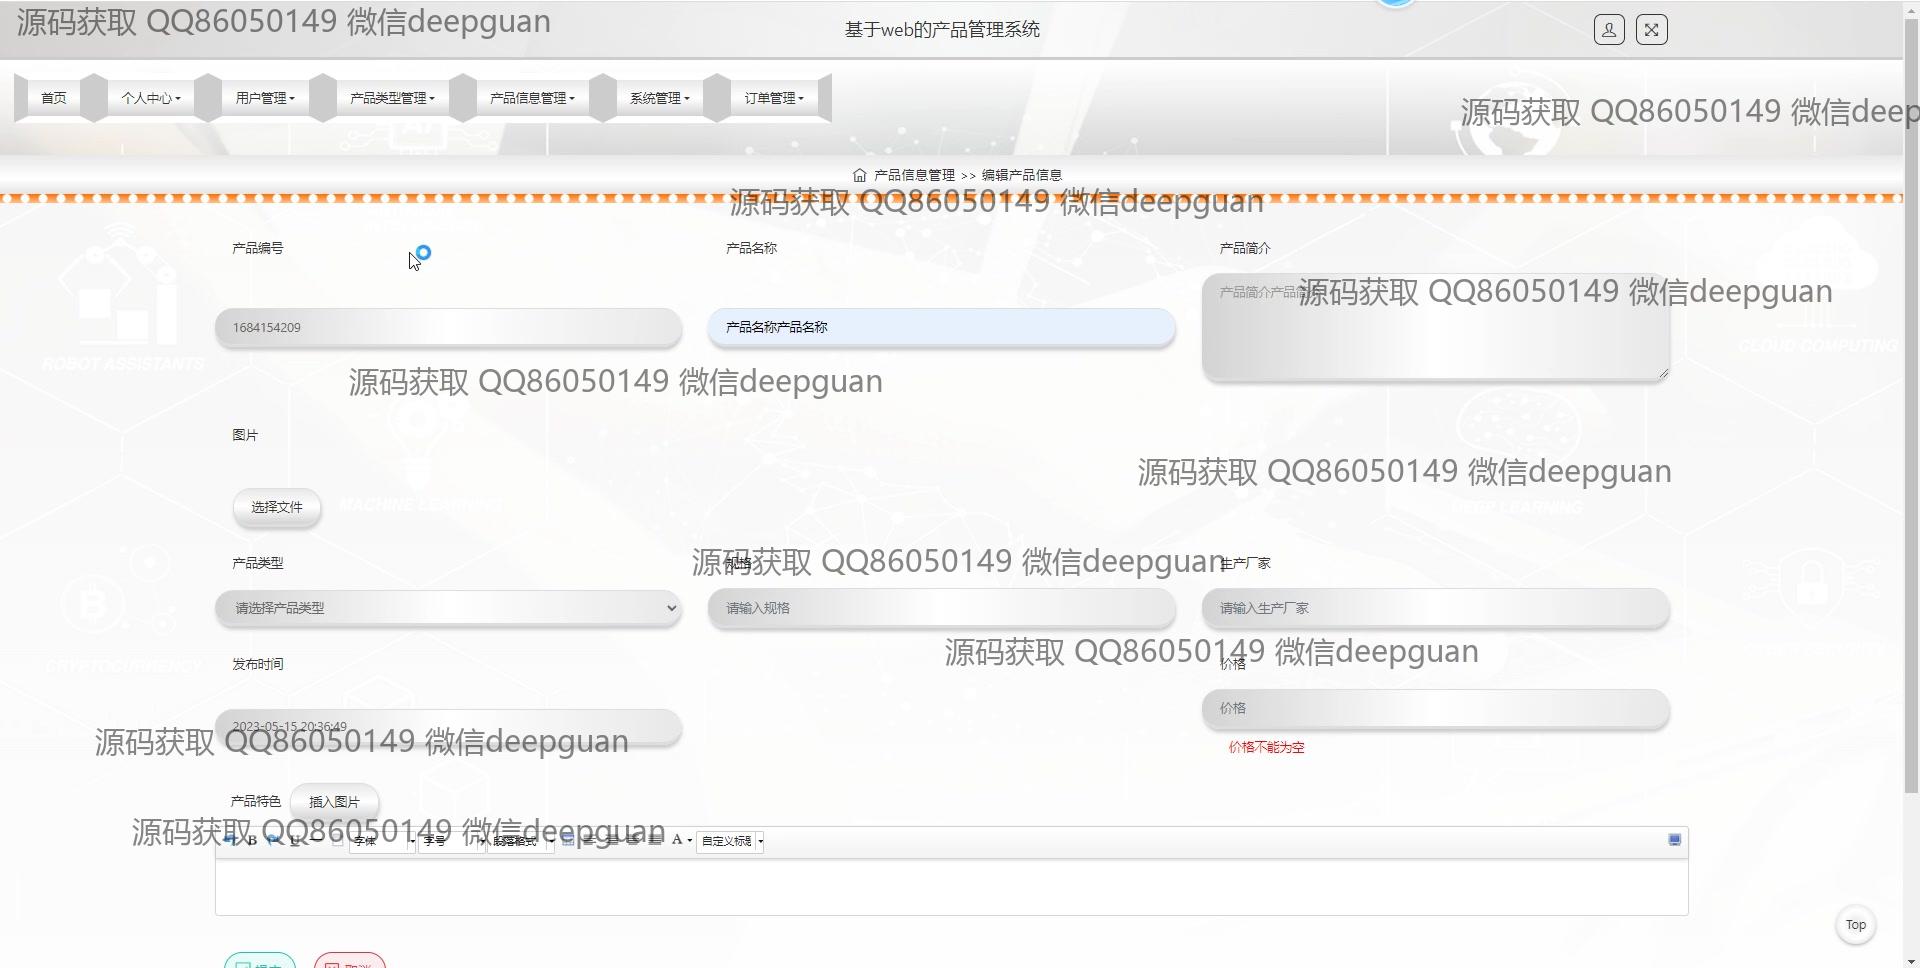 源码获取 QQ86050149 微信deepguan
基于web的产品管理系统
首页 个人中心 用户管理 产品类型管理 产品信息管理 系统管理 订单管理
源码获取 QQ86050149 微信deep
产品信息管理 >> 编辑产品信息
源码获取 QQ86050149 微信deepguan
产品编号 产品名称 产品简介
产品简介产品简
源码获取 QQ86050149 微信deepguan
1684154209 产品名称产品名称
ROBOT ASSISTANTS
CLOUD COMPUTING
源码获取 QQ86050149 微信deepguan
图片
源码获取 QQ86050149 微信deepguan
选择文件
MACHINE LEARNING
DEEP LEARNING
源码获取 QQ86050149 微信deepguan
产品类型 规格 生产厂家
请选择产品类型 请输入规格 请输入生产厂家
源码获取 QQ86050149 微信deepguan
CRYPTOCURRENCY
发布时间 价格
价格
2023-05-15 20:36:49
源码获取 QQ86050149 微信deepguan
价格不能为空
产品特色 插入图片
源码获取 QQ86050149 微信deepguan
B U 字体 字号 段落格式 A 自定义标题
Top